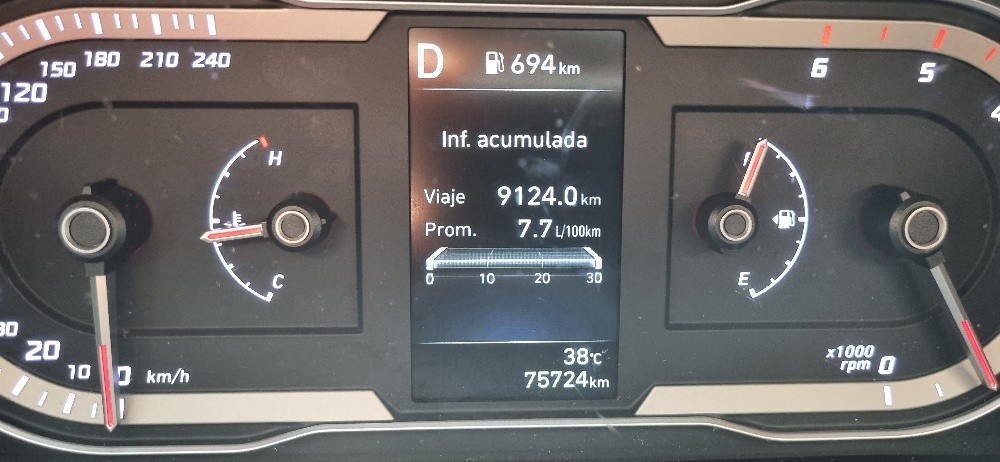 150 180 210 240
120
D 694 km
6 5
H
Inf. acumulada
Viaje 9124.0 km
Prom. 7.7 L/100km
0 10 20 30
C
E
20
10 0 km/h
38°C
75724 km
x1000
rpm 0